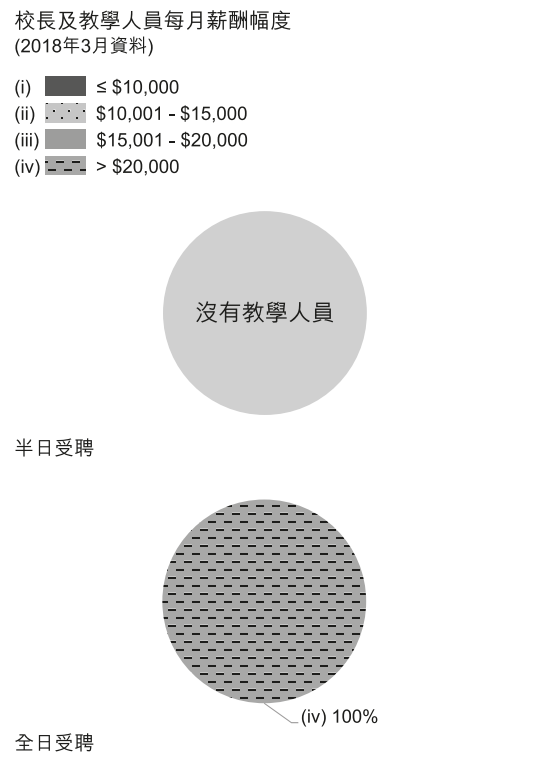 校長及教學人員每月薪酬幅度
(2018年3月資料)
(i) ≤ $10,000
(ii) $10,001 - $15,000
(iii) $15,001 - $20,000
(iv) > $20,000
沒有教學人員
半日受聘
(iv) 100%
全日受聘